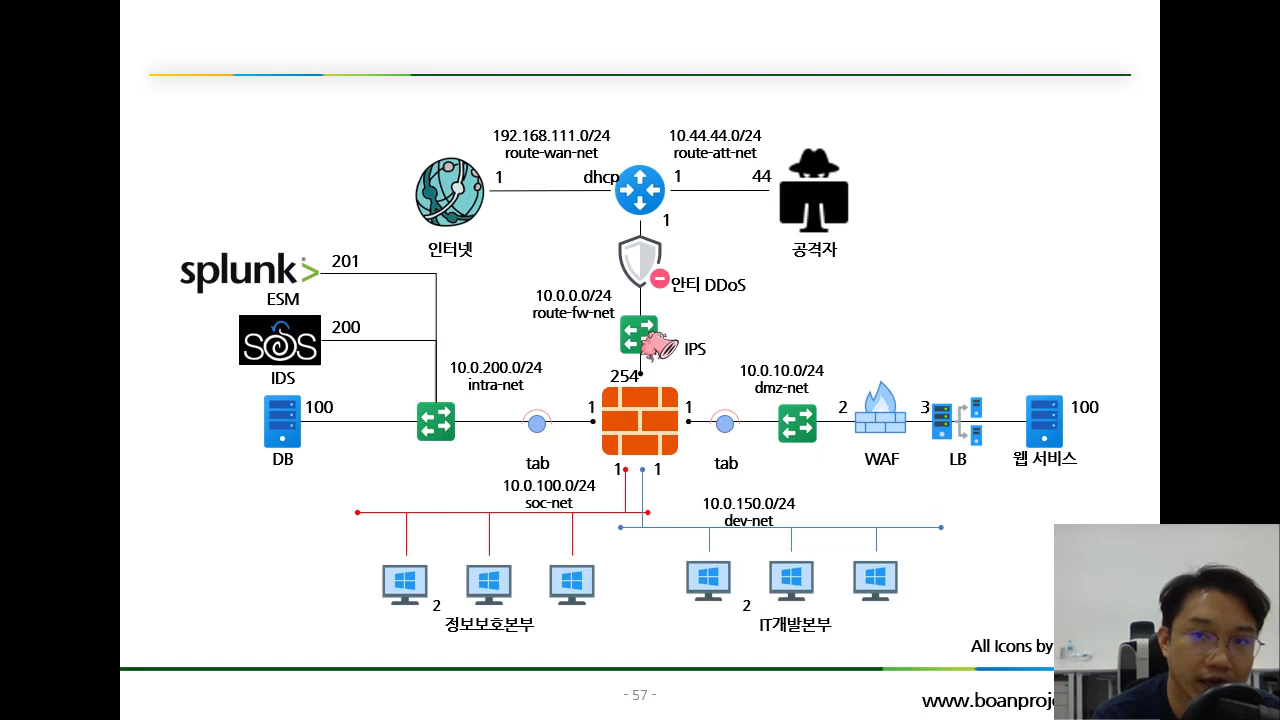 192.168.111.0/24
route-wan-net
10.44.44.0/24
route-att-net
1
dhcp
1
44
1
인터넷
공격자
splunk>
201
ESM
안티 DDoS
10.0.0.0/24
route-fw-net
SOS
200
IPS
IDS
10.0.200.0/24
intra-net
254
10.0.10.0/24
dmz-net
100
1
1
2
3
100
DB
tab
tab
WAF
LB
웹 서비스
1
1
10.0.100.0/24
soc-net
10.0.150.0/24
dev-net
2
정보보호본부
2
IT개발본부
All Icons by
- 57 -
www.boanproje